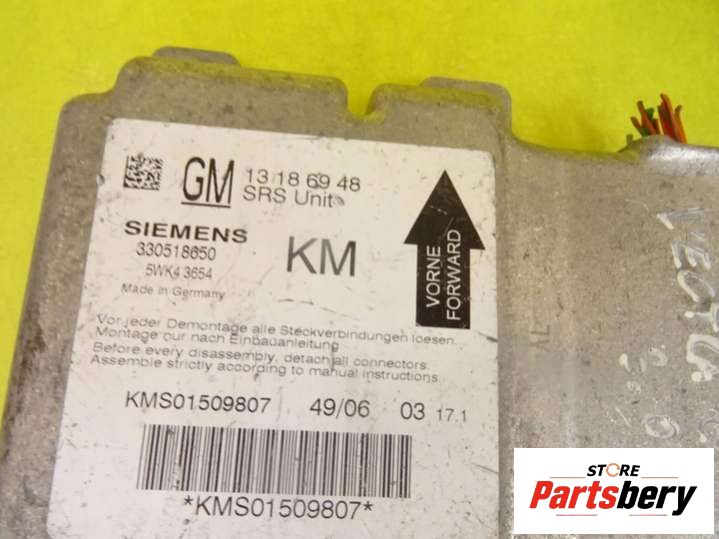 GM 13 18 69 48
SRS Unit
SIEMENS
330518650
5WK4 3654
Made in Germany
KM
VORNE
FORWARD
Vor jeder Demontage alle Steckverbindungen loesen.
Montage nur nach Einbauanleitung
Before every disassembly, detach all connectors.
Assemble strictly according to manual instructions.
KMS01509807 49/06 03 17.1
*KMS01509807*
STORE
Partsbery